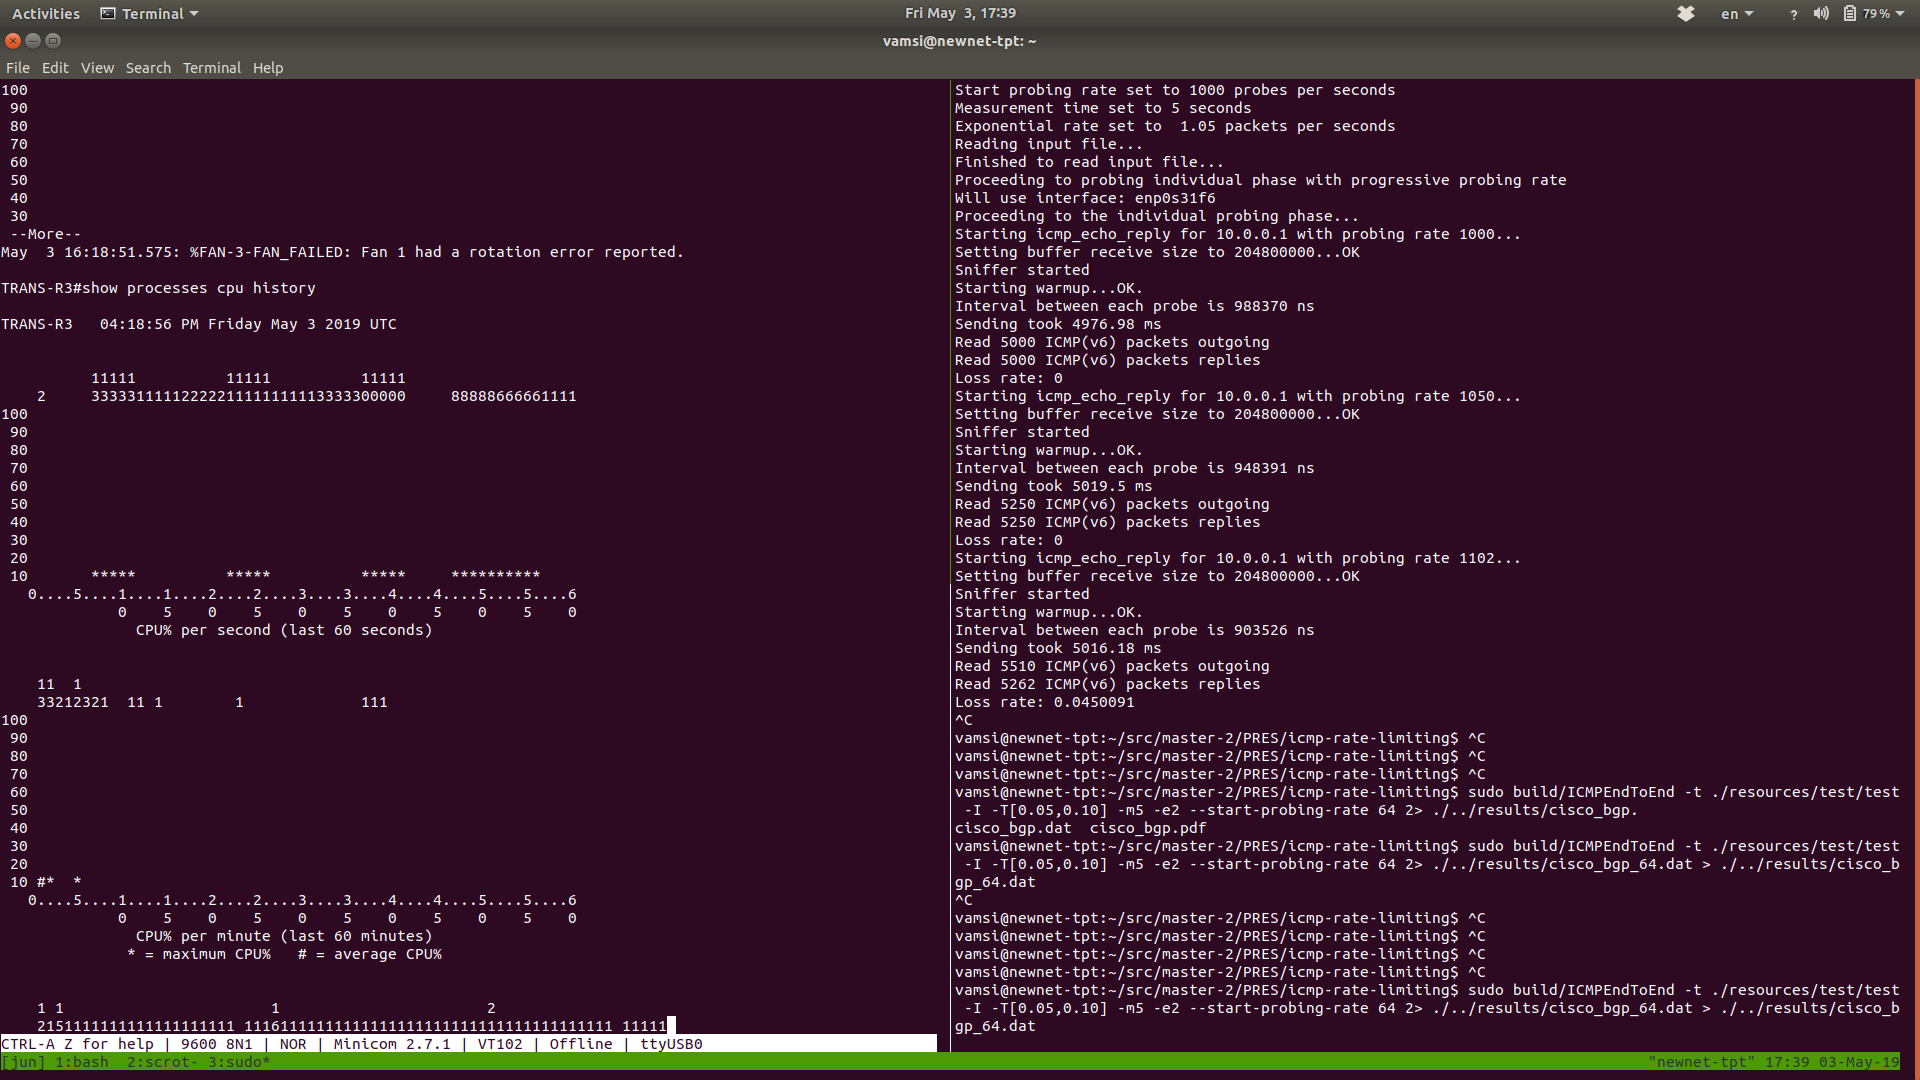 Activities Terminal Fri May 3, 17:39 en ? 79%
vamsi@newnet-tpt: ~
File Edit View Search Terminal Help
100
 90
 80
 70
 60
 50
 40
 30
 --More--
May  3 16:18:51.575: %FAN-3-FAN_FAILED: Fan 1 had a rotation error reported.
TRANS-R3#show processes cpu history
TRANS-R3   04:18:56 PM Friday May 3 2019 UTC
          11111          11111          11111
    2     33333111112222211111111113333300000     88888666661111
100
 90
 80
 70
 60
 50
 40
 30
 20
 10       *****          *****          *****     **********
   0....5....1....1....2....2....3....3....4....4....5....5....6
             0    5    0    5    0    5    0    5    0    5    0
               CPU% per second (last 60 seconds)
    11  1
    33212321  11 1        1             111
100
 90
 80
 70
 60
 50
 40
 30
 20
 10 #*  *
   0....5....1....1....2....2....3....3....4....4....5....5....6
             0    5    0    5    0    5    0    5    0    5    0
               CPU% per minute (last 60 minutes)
              * = maximum CPU%   # = average CPU%
    1 1                       1                       2
    2151111111111111111111 1116111111111111111111111111111111111111 11111
CTRL-A Z for help | 9600 8N1 | NOR | Minicom 2.7.1 | VT102 | Offline | ttyUSB0
Start probing rate set to 1000 probes per seconds
Measurement time set to 5 seconds
Exponential rate set to  1.05 packets per seconds
Reading input file...
Finished to read input file...
Proceeding to probing individual phase with progressive probing rate
Will use interface: enp0s31f6
Proceeding to the individual probing phase...
Starting icmp_echo_reply for 10.0.0.1 with probing rate 1000...
Setting buffer receive size to 204800000...OK
Sniffer started
Starting warmup...OK.
Interval between each probe is 988370 ns
Sending took 4976.98 ms
Read 5000 ICMP(v6) packets outgoing
Read 5000 ICMP(v6) packets replies
Loss rate: 0
Starting icmp_echo_reply for 10.0.0.1 with probing rate 1050...
Setting buffer receive size to 204800000...OK
Sniffer started
Starting warmup...OK.
Interval between each probe is 948391 ns
Sending took 5019.5 ms
Read 5250 ICMP(v6) packets outgoing
Read 5250 ICMP(v6) packets replies
Loss rate: 0
Starting icmp_echo_reply for 10.0.0.1 with probing rate 1102...
Setting buffer receive size to 204800000...OK
Sniffer started
Starting warmup...OK.
Interval between each probe is 903526 ns
Sending took 5016.18 ms
Read 5510 ICMP(v6) packets outgoing
Read 5262 ICMP(v6) packets replies
Loss rate: 0.0450091
^C
vamsi@newnet-tpt:~/src/master-2/PRES/icmp-rate-limiting$ ^C
vamsi@newnet-tpt:~/src/master-2/PRES/icmp-rate-limiting$ ^C
vamsi@newnet-tpt:~/src/master-2/PRES/icmp-rate-limiting$ ^C
vamsi@newnet-tpt:~/src/master-2/PRES/icmp-rate-limiting$ sudo build/ICMPEndToEnd -t ./resources/test/test
 -I -T[0.05,0.10] -m5 -e2 --start-probing-rate 64 2> ./../results/cisco_bgp.
cisco_bgp.dat  cisco_bgp.pdf
vamsi@newnet-tpt:~/src/master-2/PRES/icmp-rate-limiting$ sudo build/ICMPEndToEnd -t ./resources/test/test
 -I -T[0.05,0.10] -m5 -e2 --start-probing-rate 64 2> ./../results/cisco_bgp_64.dat > ./../results/cisco_b
gp_64.dat
^C
vamsi@newnet-tpt:~/src/master-2/PRES/icmp-rate-limiting$ ^C
vamsi@newnet-tpt:~/src/master-2/PRES/icmp-rate-limiting$ ^C
vamsi@newnet-tpt:~/src/master-2/PRES/icmp-rate-limiting$ ^C
vamsi@newnet-tpt:~/src/master-2/PRES/icmp-rate-limiting$ ^C
vamsi@newnet-tpt:~/src/master-2/PRES/icmp-rate-limiting$ sudo build/ICMPEndToEnd -t ./resources/test/test
 -I -T[0.05,0.10] -m5 -e2 --start-probing-rate 64 2> ./../results/cisco_bgp_64.dat > ./../results/cisco_b
gp_64.dat
[jun] 1:bash  2:scrot- 3:sudo* "newnet-tpt" 17:39 03-May-19